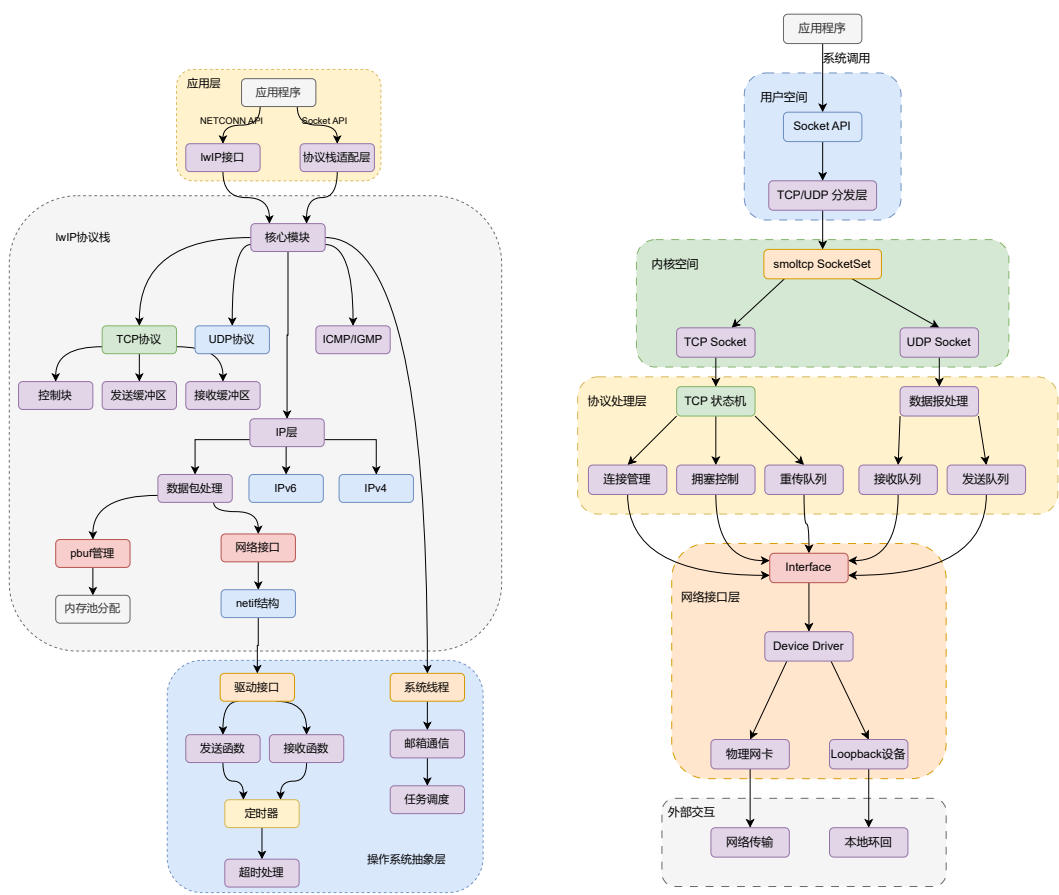 应用层
应用程序
NETCONN API
Socket API
lwIP接口
协议栈适配层
lwIP协议栈
核心模块
TCP协议
UDP协议
ICMP/IGMP
控制块
发送缓冲区
接收缓冲区
IP层
数据包处理
IPv6
IPv4
pbuf管理
网络接口
内存池分配
netif结构
驱动接口
系统线程
发送函数
接收函数
邮箱通信
定时器
任务调度
超时处理
操作系统抽象层
应用程序
系统调用
用户空间
Socket API
TCP/UDP 分发层
内核空间
smoltcp SocketSet
TCP Socket
UDP Socket
协议处理层
TCP 状态机
数据报处理
连接管理
拥塞控制
重传队列
接收队列
发送队列
Interface
网络接口层
Device Driver
物理网卡
Loopback设备
外部交互
网络传输
本地环回